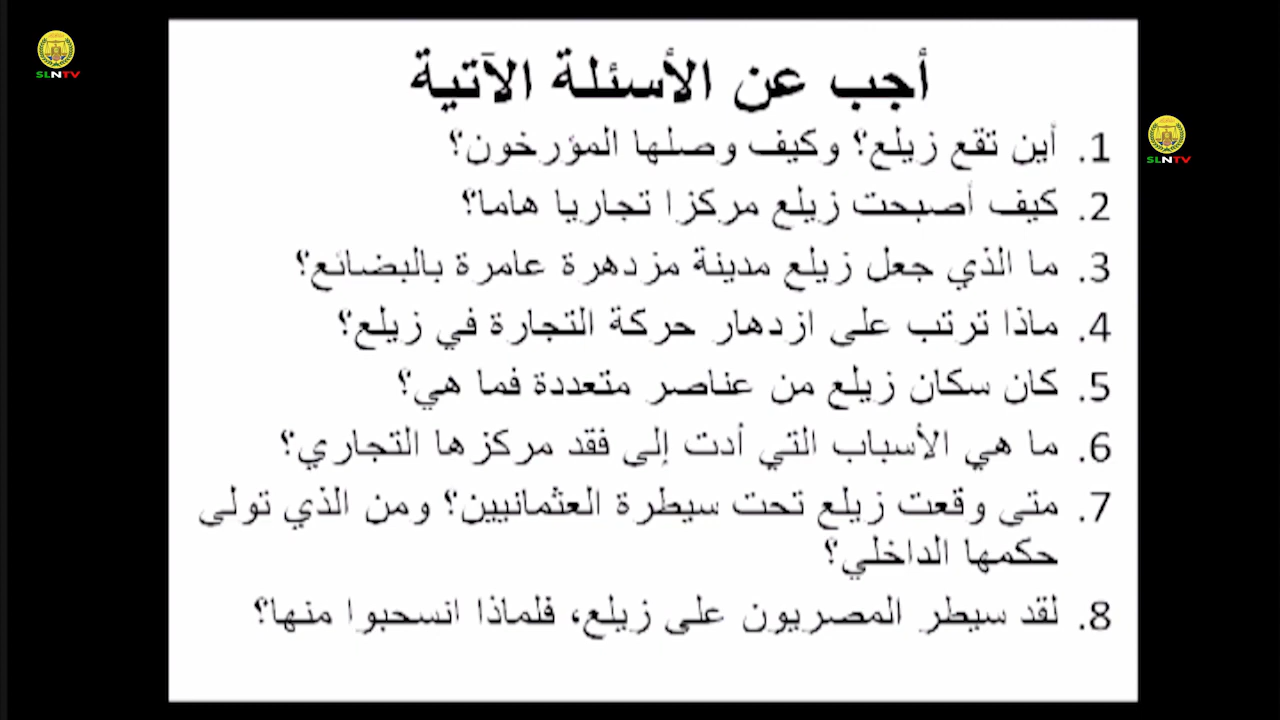 SLNTV
أجب عن الأسئلة الآتية
1. أين تقع زيلع؟ وكيف وصلها المؤرخون؟
SLNTV
2. كيف أصبحت زيلع مركزا تجاريا هاما؟
3. ما الذي جعل زيلع مدينة مزدهرة عامرة بالبضائع؟
4. ماذا ترتب على ازدهار حركة التجارة في زيلع؟
5. كان سكان زيلع من عناصر متعددة فما هي؟
6. ما هي الأسباب التي أدت إلى فقد مركزها التجاري؟
7. متى وقعت زيلع تحت سيطرة العثمانيين؟ ومن الذي تولى
حكمها الداخلي؟
8. لقد سيطر المصريون على زيلع، فلماذا انسحبوا منها؟